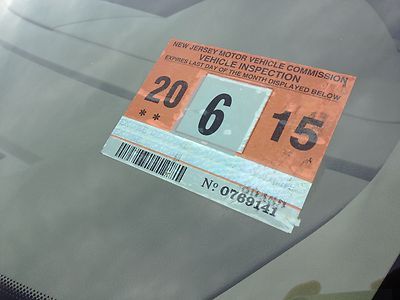 NEW JERSEY MOTOR VEHICLE COMMISSION
VEHICLE INSPECTION
EXPIRES LAST DAY OF THE MONTH DISPLAYED BELOW
20 6 15
**
No 0769141